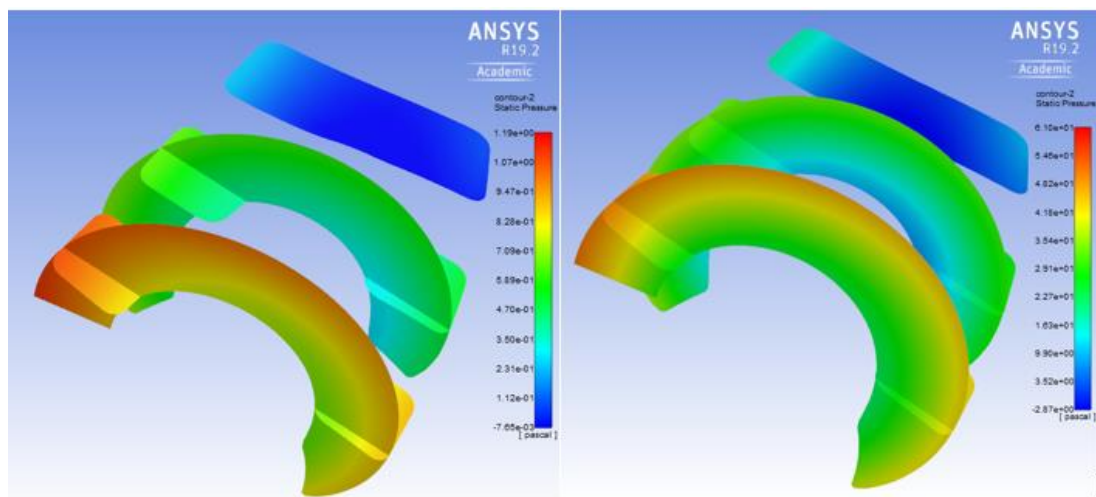 ANSYS
R19.2
Academic
contour-2
Static Pressure
1.19e+00
1.07e+00
9.47e-01
8.28e-01
7.09e-01
5.89e-01
4.70e-01
3.50e-01
2.31e-01
1.12e-01
-7.65e-03
[ pascal ]
ANSYS
R19.2
Academic
contour-2
Static Pressure
6.10e+01
5.46e+01
4.82e+01
4.18e+01
3.54e+01
2.91e+01
2.27e+01
1.63e+01
9.90e+00
3.52e+00
-2.87e+00
[ pascal ]